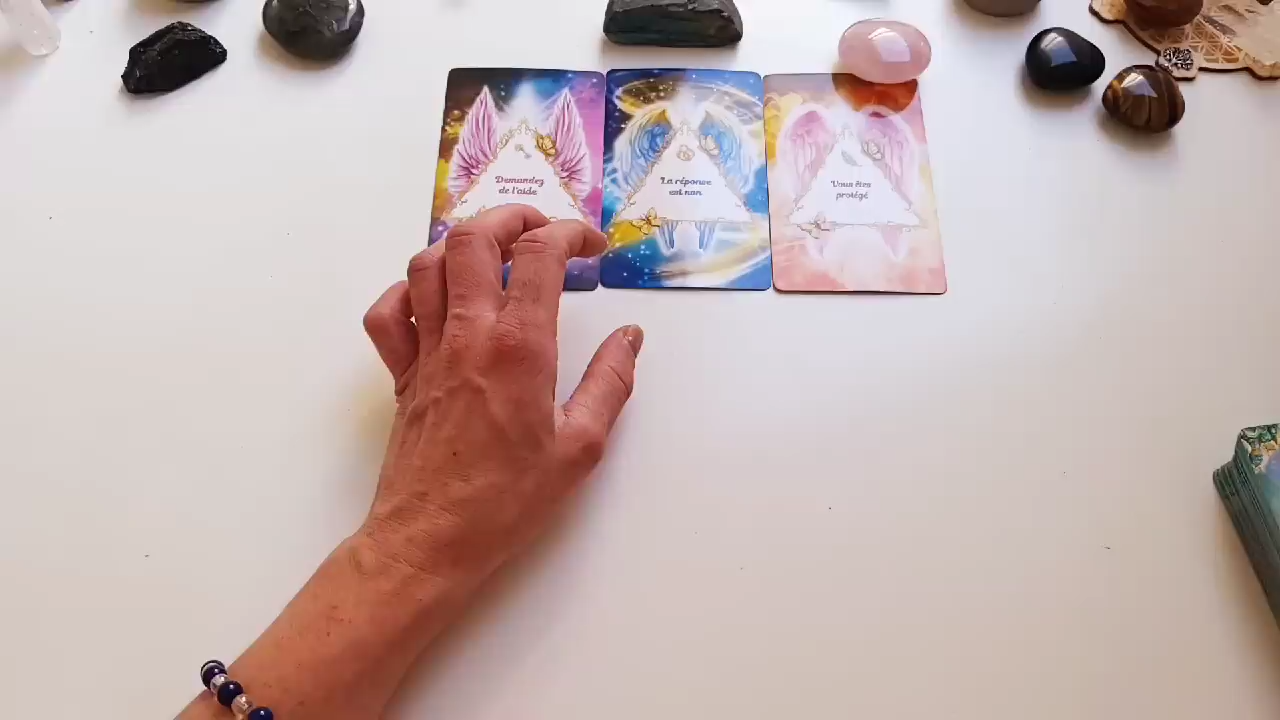 Demandez
de l'aide
La réponse
est non
Vous êtes
protégé